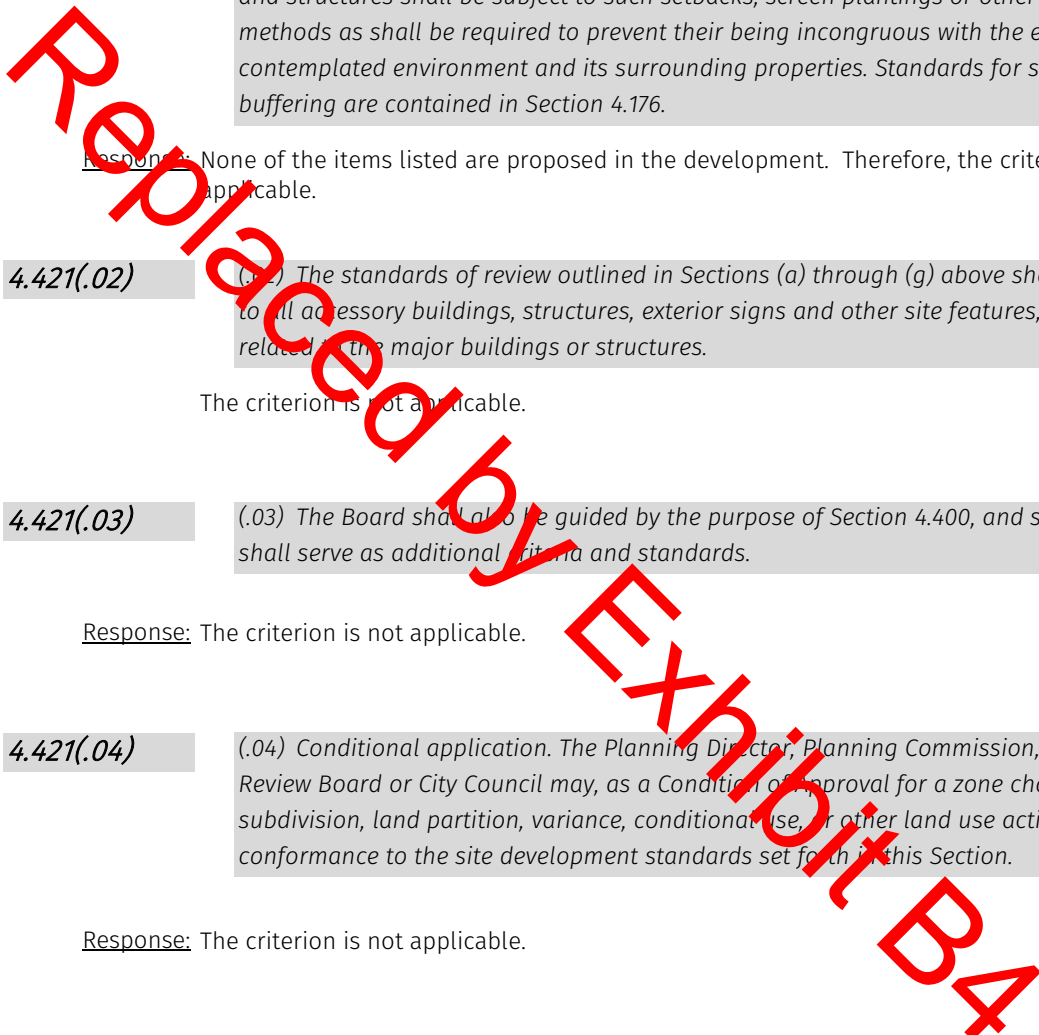 and structures shall be subject to such setbacks, screen plantings or other
methods as shall be required to prevent their being incongruous with the e
contemplated environment and its surrounding properties. Standards for s
buffering are contained in Section 4.176.
Response: None of the items listed are proposed in the development. Therefore, the crite
applicable.
4.421(.02) (.02) The standards of review outlined in Sections (a) through (g) above sh
to all accessory buildings, structures, exterior signs and other site features,
related to the major buildings or structures.
The criterion is not applicable.
4.421(.03) (.03) The Board shall also be guided by the purpose of Section 4.400, and s
shall serve as additional criteria and standards.
Response: The criterion is not applicable.
4.421(.04) (.04) Conditional application. The Planning Director, Planning Commission,
Review Board or City Council may, as a Condition of Approval for a zone cha
subdivision, land partition, variance, conditional use, or other land use acti
conformance to the site development standards set forth in this Section.
Response: The criterion is not applicable.
Replaced by Exhibit B4